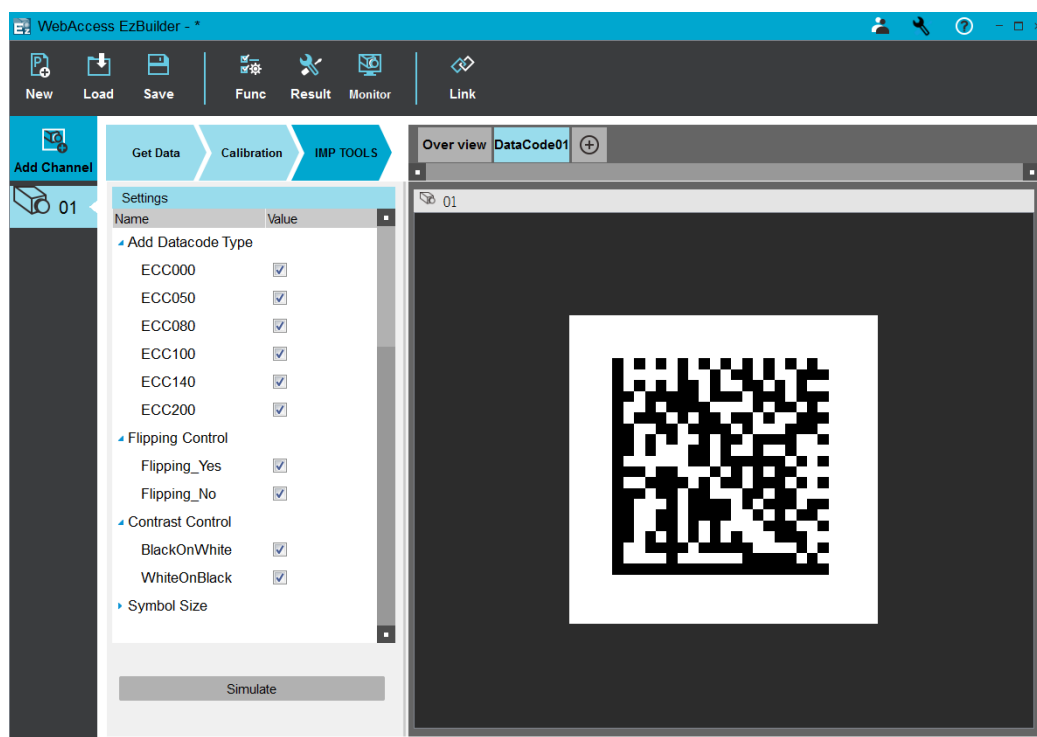 WebAccess EzBuilder - *
New Load Save Func Result Monitor Link
Add Channel
01
Get Data Calibration IMP TOOLS
Over view DataCode01
Settings
Name Value
Add Datacode Type
ECC000
ECC050
ECC080
ECC100
ECC140
ECC200
Flipping Control
Flipping_Yes
Flipping_No
Contrast Control
BlackOnWhite
WhiteOnBlack
Symbol Size
Simulate
01